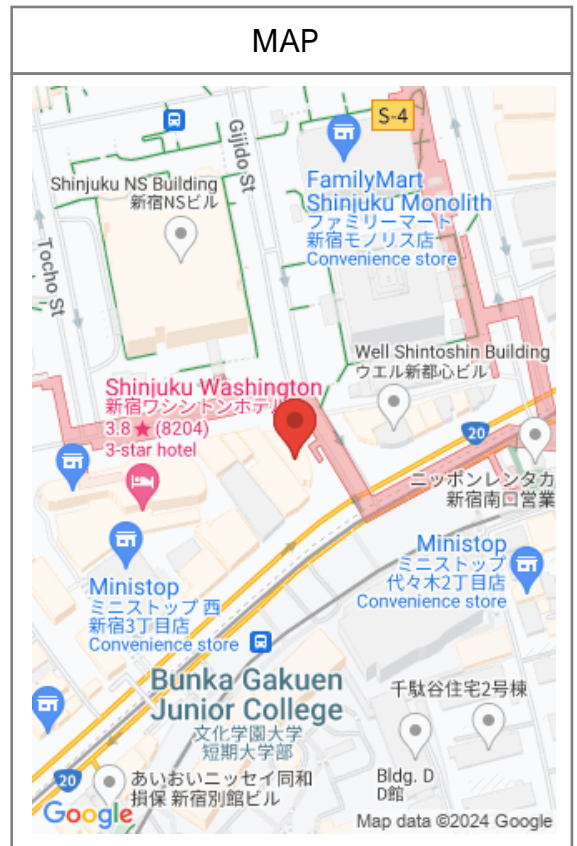 MAP
S-4
Gijido St
FamilyMart
Shinjuku Monolith
ファミリーマート
新宿モノリス店
Convenience store
Shinjuku NS Building
新宿NSビル
Tocho St
Well Shintoshin Building
ウエル新都心ビル
Shinjuku Washington
新宿ワシントンホテル
3.8★(8204)
3-star hotel
20
ニッポンレンタカ
新宿南口営業
Ministop
ミニストップ
代々木2丁目店
Convenience store
Ministop
ミニストップ 西
新宿3丁目店
Convenience store
Bunka Gakuen
Junior College
文化学園大学
短期大学部
千駄谷住宅2号棟
Bldg. D
D館
20
あいおいニッセイ同和
損保 新宿別館ビル
Google
Map data ©2024 Google